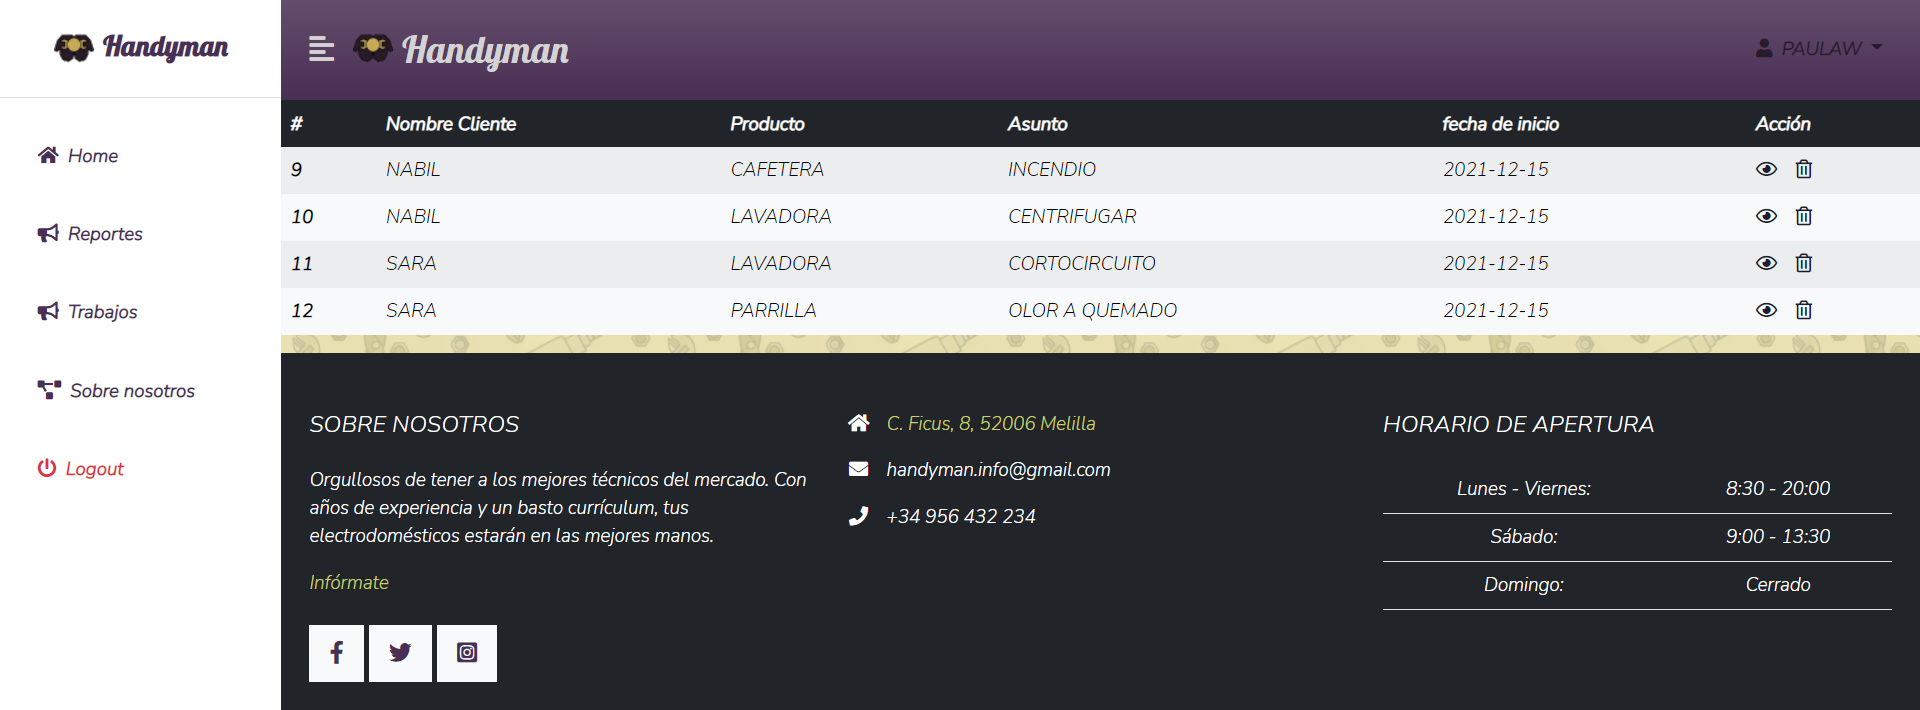 Handyman
Home
Reportes
Trabajos
Sobre nosotros
Logout
Handyman
PAULAW
# Nombre Cliente Producto Asunto fecha de inicio Acción
9 NABIL CAFETERA INCENDIO 2021-12-15
10 NABIL LAVADORA CENTRIFUGAR 2021-12-15
11 SARA LAVADORA CORTOCIRCUITO 2021-12-15
12 SARA PARRILLA OLOR A QUEMADO 2021-12-15
SOBRE NOSOTROS
Orgullosos de tener a los mejores técnicos del mercado. Con
años de experiencia y un basto currículum, tus
electrodomésticos estarán en las mejores manos.
Infórmate
C. Ficus, 8, 52006 Melilla
handyman.info@gmail.com
+34 956 432 234
HORARIO DE APERTURA
Lunes - Viernes: 8:30 - 20:00
Sábado: 9:00 - 13:30
Domingo: Cerrado